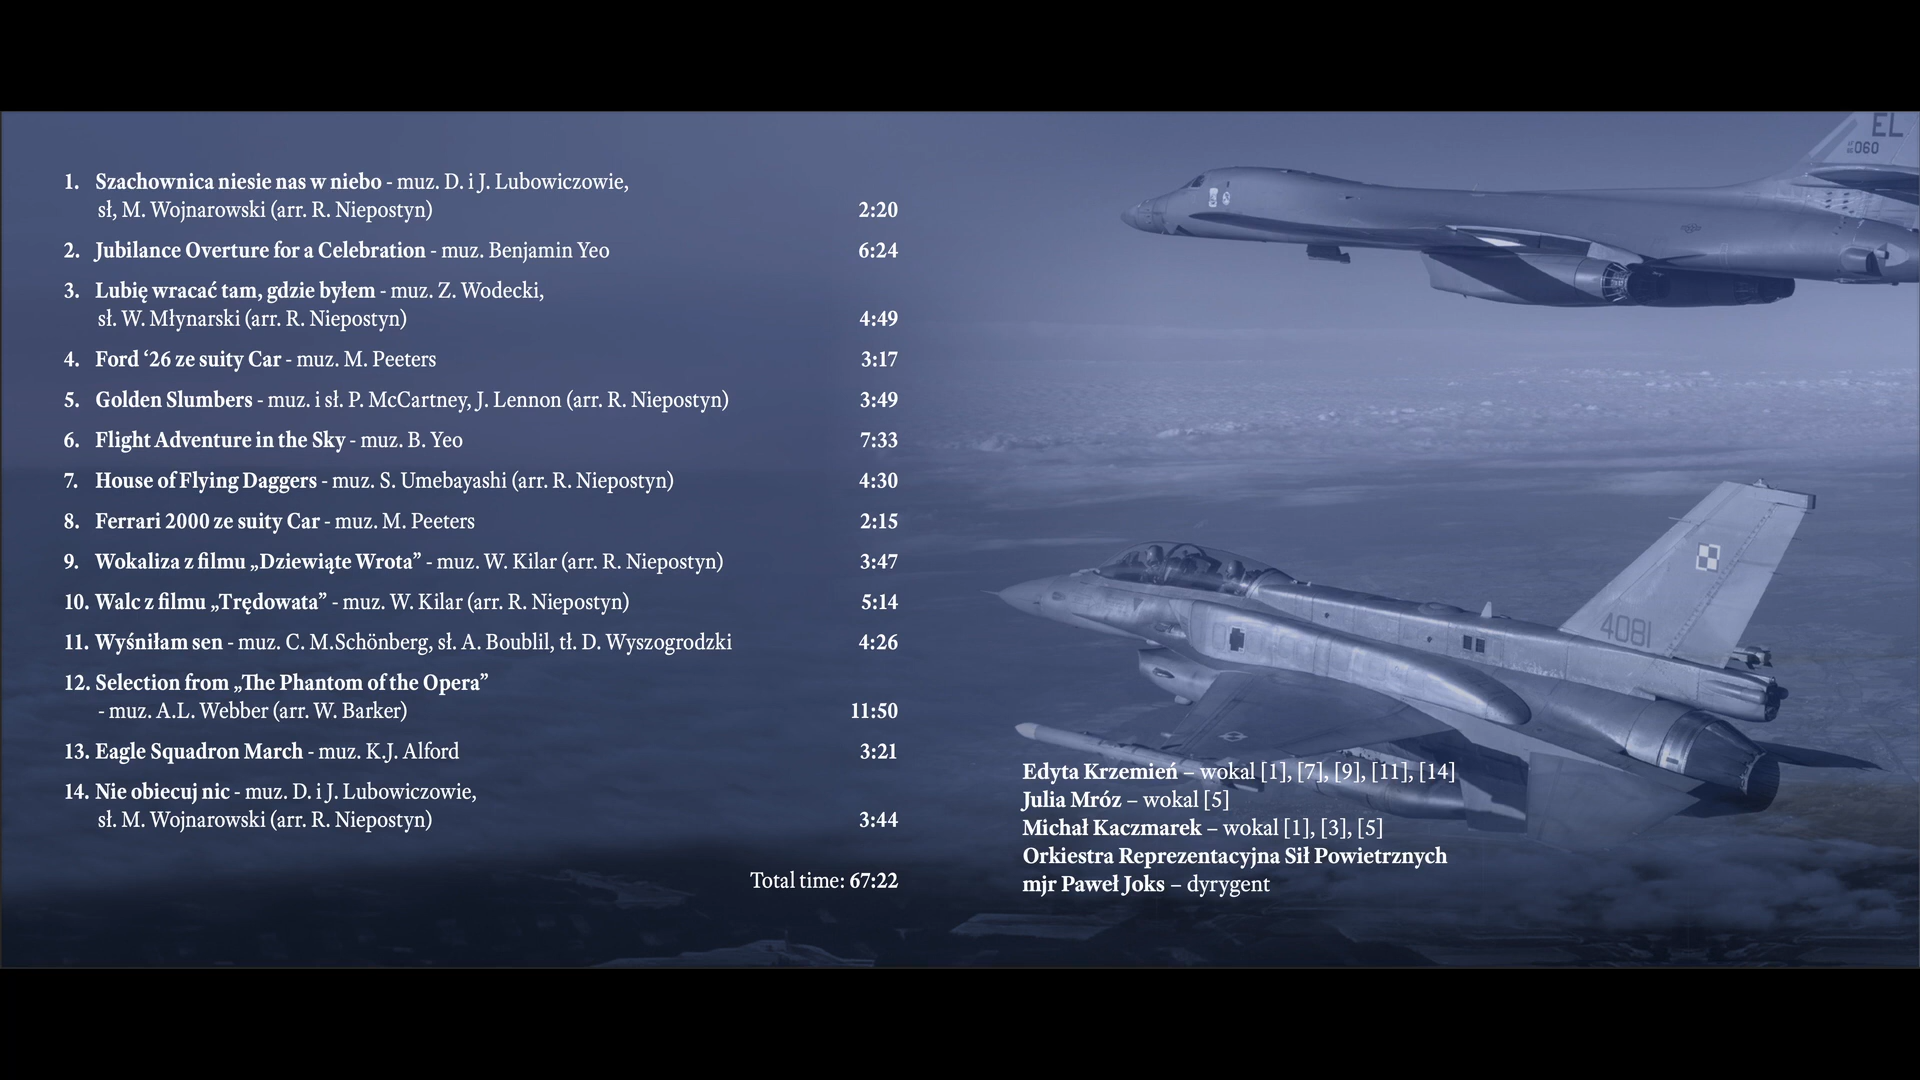 1. Szachownica niesie nas w niebo - muz. D. i J. Lubowiczowie,
sł, M. Wojnarowski (arr. R. Niepostyn) 2:20
2. Jubilance Overture for a Celebration - muz. Benjamin Yeo 6:24
3. Lubię wracać tam, gdzie byłem - muz. Z. Wodecki,
sł. W. Młynarski (arr. R. Niepostyn) 4:49
4. Ford ‘26 ze suity Car - muz. M. Peeters 3:17
5. Golden Slumbers - muz. i sł. P. McCartney, J. Lennon (arr. R. Niepostyn) 3:49
6. Flight Adventure in the Sky - muz. B. Yeo 7:33
7. House of Flying Daggers - muz. S. Umebayashi (arr. R. Niepostyn) 4:30
8. Ferrari 2000 ze suity Car - muz. M. Peeters 2:15
9. Wokaliza z filmu „Dziewiąte Wrota” - muz. W. Kilar (arr. R. Niepostyn) 3:47
10. Walc z filmu „Trędowata” - muz. W. Kilar (arr. R. Niepostyn) 5:14
11. Wyśniłam sen - muz. C. M.Schönberg, sł. A. Boublil, tł. D. Wyszogrodzki 4:26
12. Selection from „The Phantom of the Opera”
- muz. A.L. Webber (arr. W. Barker) 11:50
13. Eagle Squadron March - muz. K.J. Alford 3:21
14. Nie obiecuj nic - muz. D. i J. Lubowiczowie,
sł. M. Wojnarowski (arr. R. Niepostyn) 3:44
Total time: 67:22
EL
060
4081
Edyta Krzemień – wokal [1], [7], [9], [11], [14]
Julia Mróz – wokal [5]
Michał Kaczmarek – wokal [1], [3], [5]
Orkiestra Reprezentacyjna Sił Powietrznych
mjr Paweł Joks – dyrygent